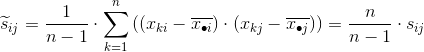 $\widetilde{s}_{ij} = \frac{1}{n-1} \cdot \sum_{k=1}^{n} \left( (x_{ki} - \overline{x_{\bullet i}}) \cdot (x_{kj} - \overline{x_{\bullet j}}) \right) = \frac{n}{n-1} \cdot s_{ij}$